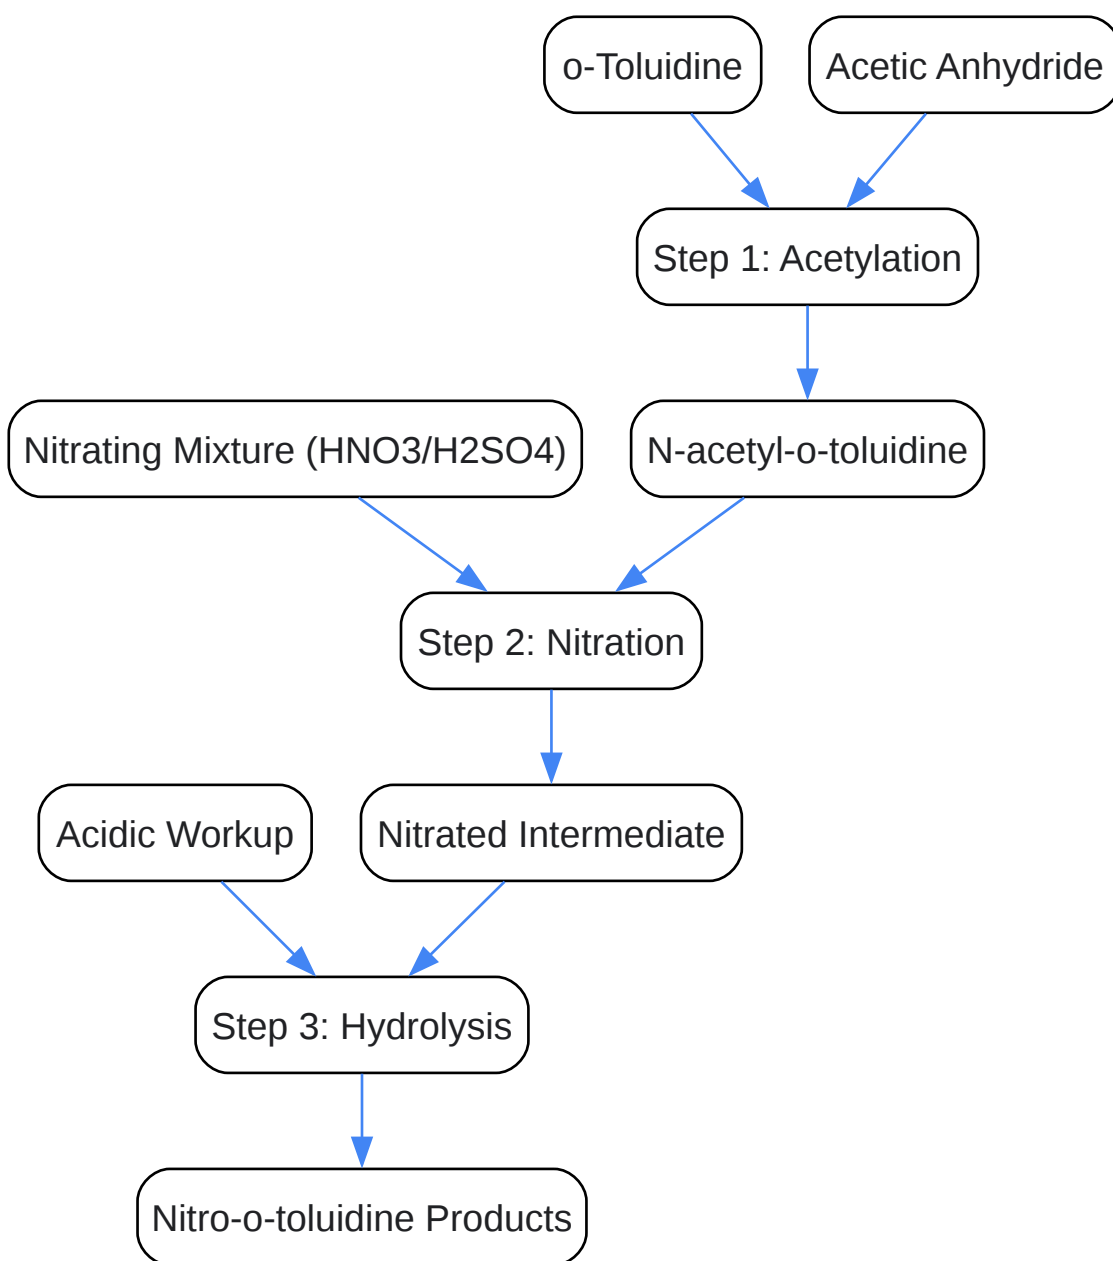 o-Toluidine
Acetic Anhydride
Step 1: Acetylation
Nitrating Mixture (HNO3/H2SO4)
N-acetyl-o-toluidine
Step 2: Nitration
Acidic Workup
Nitrated Intermediate
Step 3: Hydrolysis
Nitro-o-toluidine Products